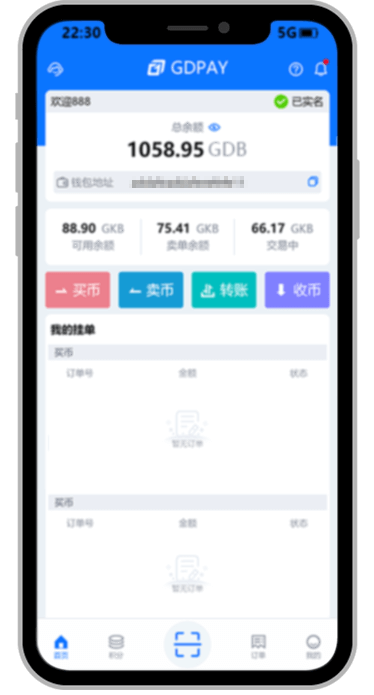 22:30 5G
GDPAY
欢迎888 已实名
总余额
1058.95 GDB
钱包地址
88.90 GKB 75.41 GKB 66.17 GKB
可用余额 卖单余额 交易中
买币 卖币 转账 收币
我的挂单
买币
订单号 金额 状态
暂无订单
买币
订单号 金额 状态
暂无订单
首页 积分 订单 我的